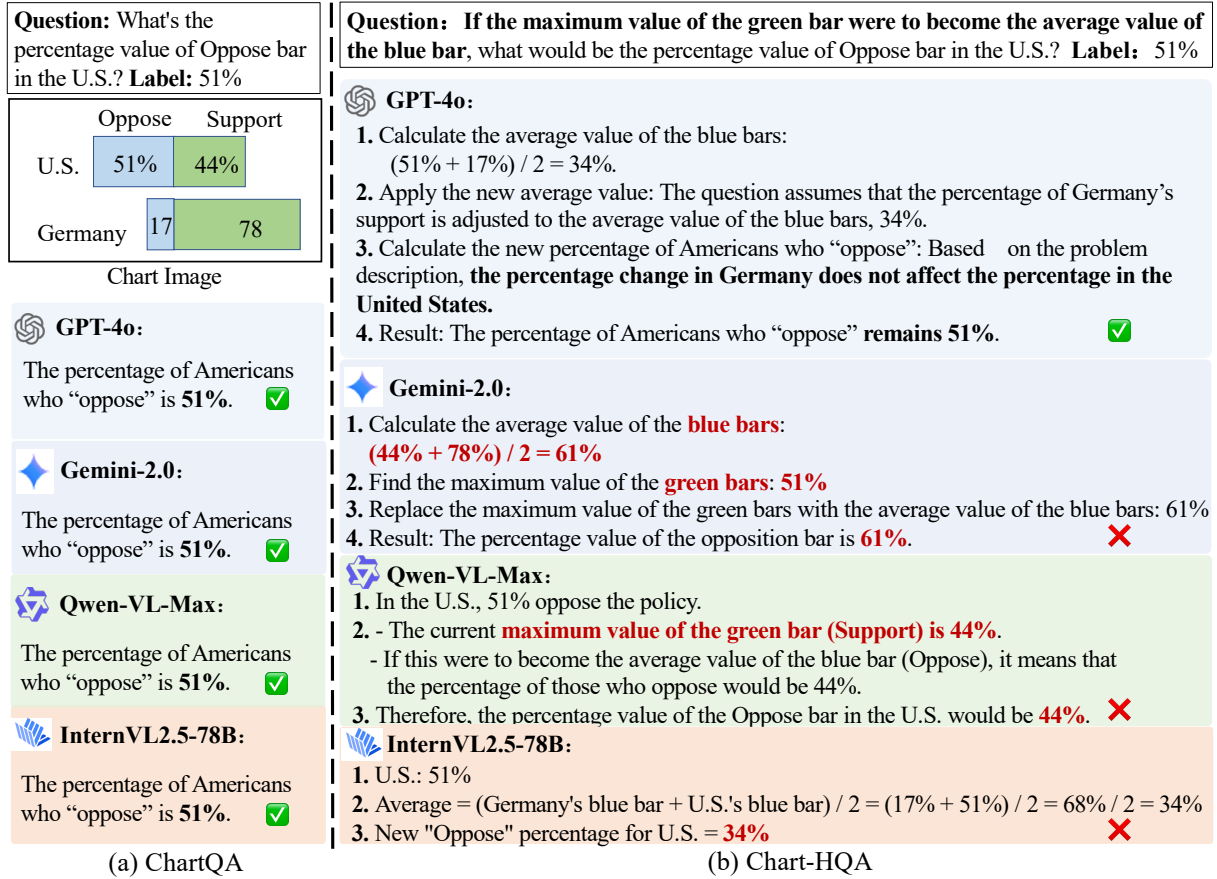 Question: What's the
percentage value of Oppose bar
in the U.S.? Label: 51%
Oppose Support
U.S. 51% 44%
Germany 17 78
Chart Image
GPT-4o:
The percentage of Americans
who “oppose” is 51%. ✅
Gemini-2.0:
The percentage of Americans
who “oppose” is 51%. ✅
Qwen-VL-Max:
The percentage of Americans
who “oppose” is 51%. ✅
InternVL2.5-78B:
The percentage of Americans
who “oppose” is 51%. ✅
(a) ChartQA
Question: If the maximum value of the green bar were to become the average value of
the blue bar, what would be the percentage value of Oppose bar in the U.S.? Label: 51%
GPT-4o:
1. Calculate the average value of the blue bars:
(51% + 17%) / 2 = 34%.
2. Apply the new average value: The question assumes that the percentage of Germany’s
support is adjusted to the average value of the blue bars, 34%.
3. Calculate the new percentage of Americans who “oppose”: Based on the problem
description, the percentage change in Germany does not affect the percentage in the
United States.
4. Result: The percentage of Americans who “oppose” remains 51%. ✅
Gemini-2.0:
1. Calculate the average value of the blue bars:
(44% + 78%) / 2 = 61%
2. Find the maximum value of the green bars: 51%
3. Replace the maximum value of the green bars with the average value of the blue bars: 61%
4. Result: The percentage value of the opposition bar is 61%. ❌
Qwen-VL-Max:
1. In the U.S., 51% oppose the policy.
2. - The current maximum value of the green bar (Support) is 44%.
- If this were to become the average value of the blue bar (Oppose), it means that
the percentage of those who oppose would be 44%.
3. Therefore, the percentage value of the Oppose bar in the U.S. would be 44%. ❌
InternVL2.5-78B:
1. U.S.: 51%
2. Average = (Germany's blue bar + U.S.'s blue bar) / 2 = (17% + 51%) / 2 = 68% / 2 = 34%
3. New "Oppose" percentage for U.S. = 34% ❌
(b) Chart-HQA